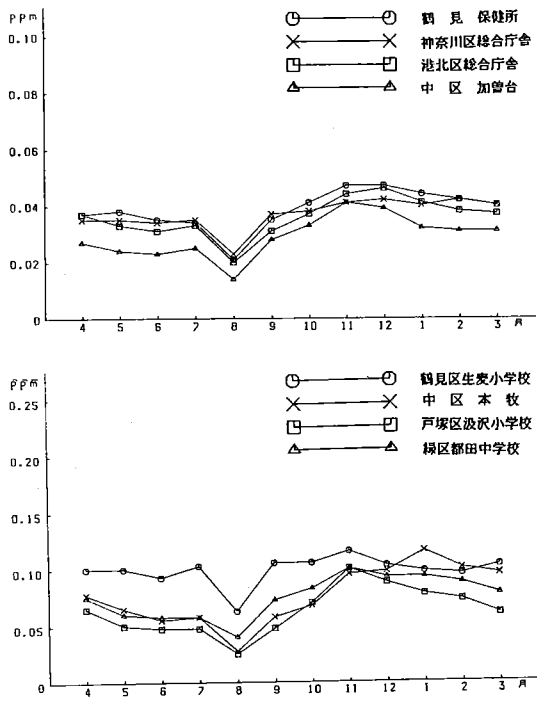 ppm
鶴見 保健所
神奈川区総合庁舎
港北区総合庁舎
中区 加曽台
0.10
0.08
0.06
0.04
0.02
0
4 5 6 7 8 9 10 11 12 1 2 3 月
ppm
鶴見区生麦小学校
中区本牧
戸塚区汲沢小学校
緑区都田中学校
0.25
0.20
0.15
0.10
0.05
0
4 5 6 7 8 9 10 11 12 1 2 3 月